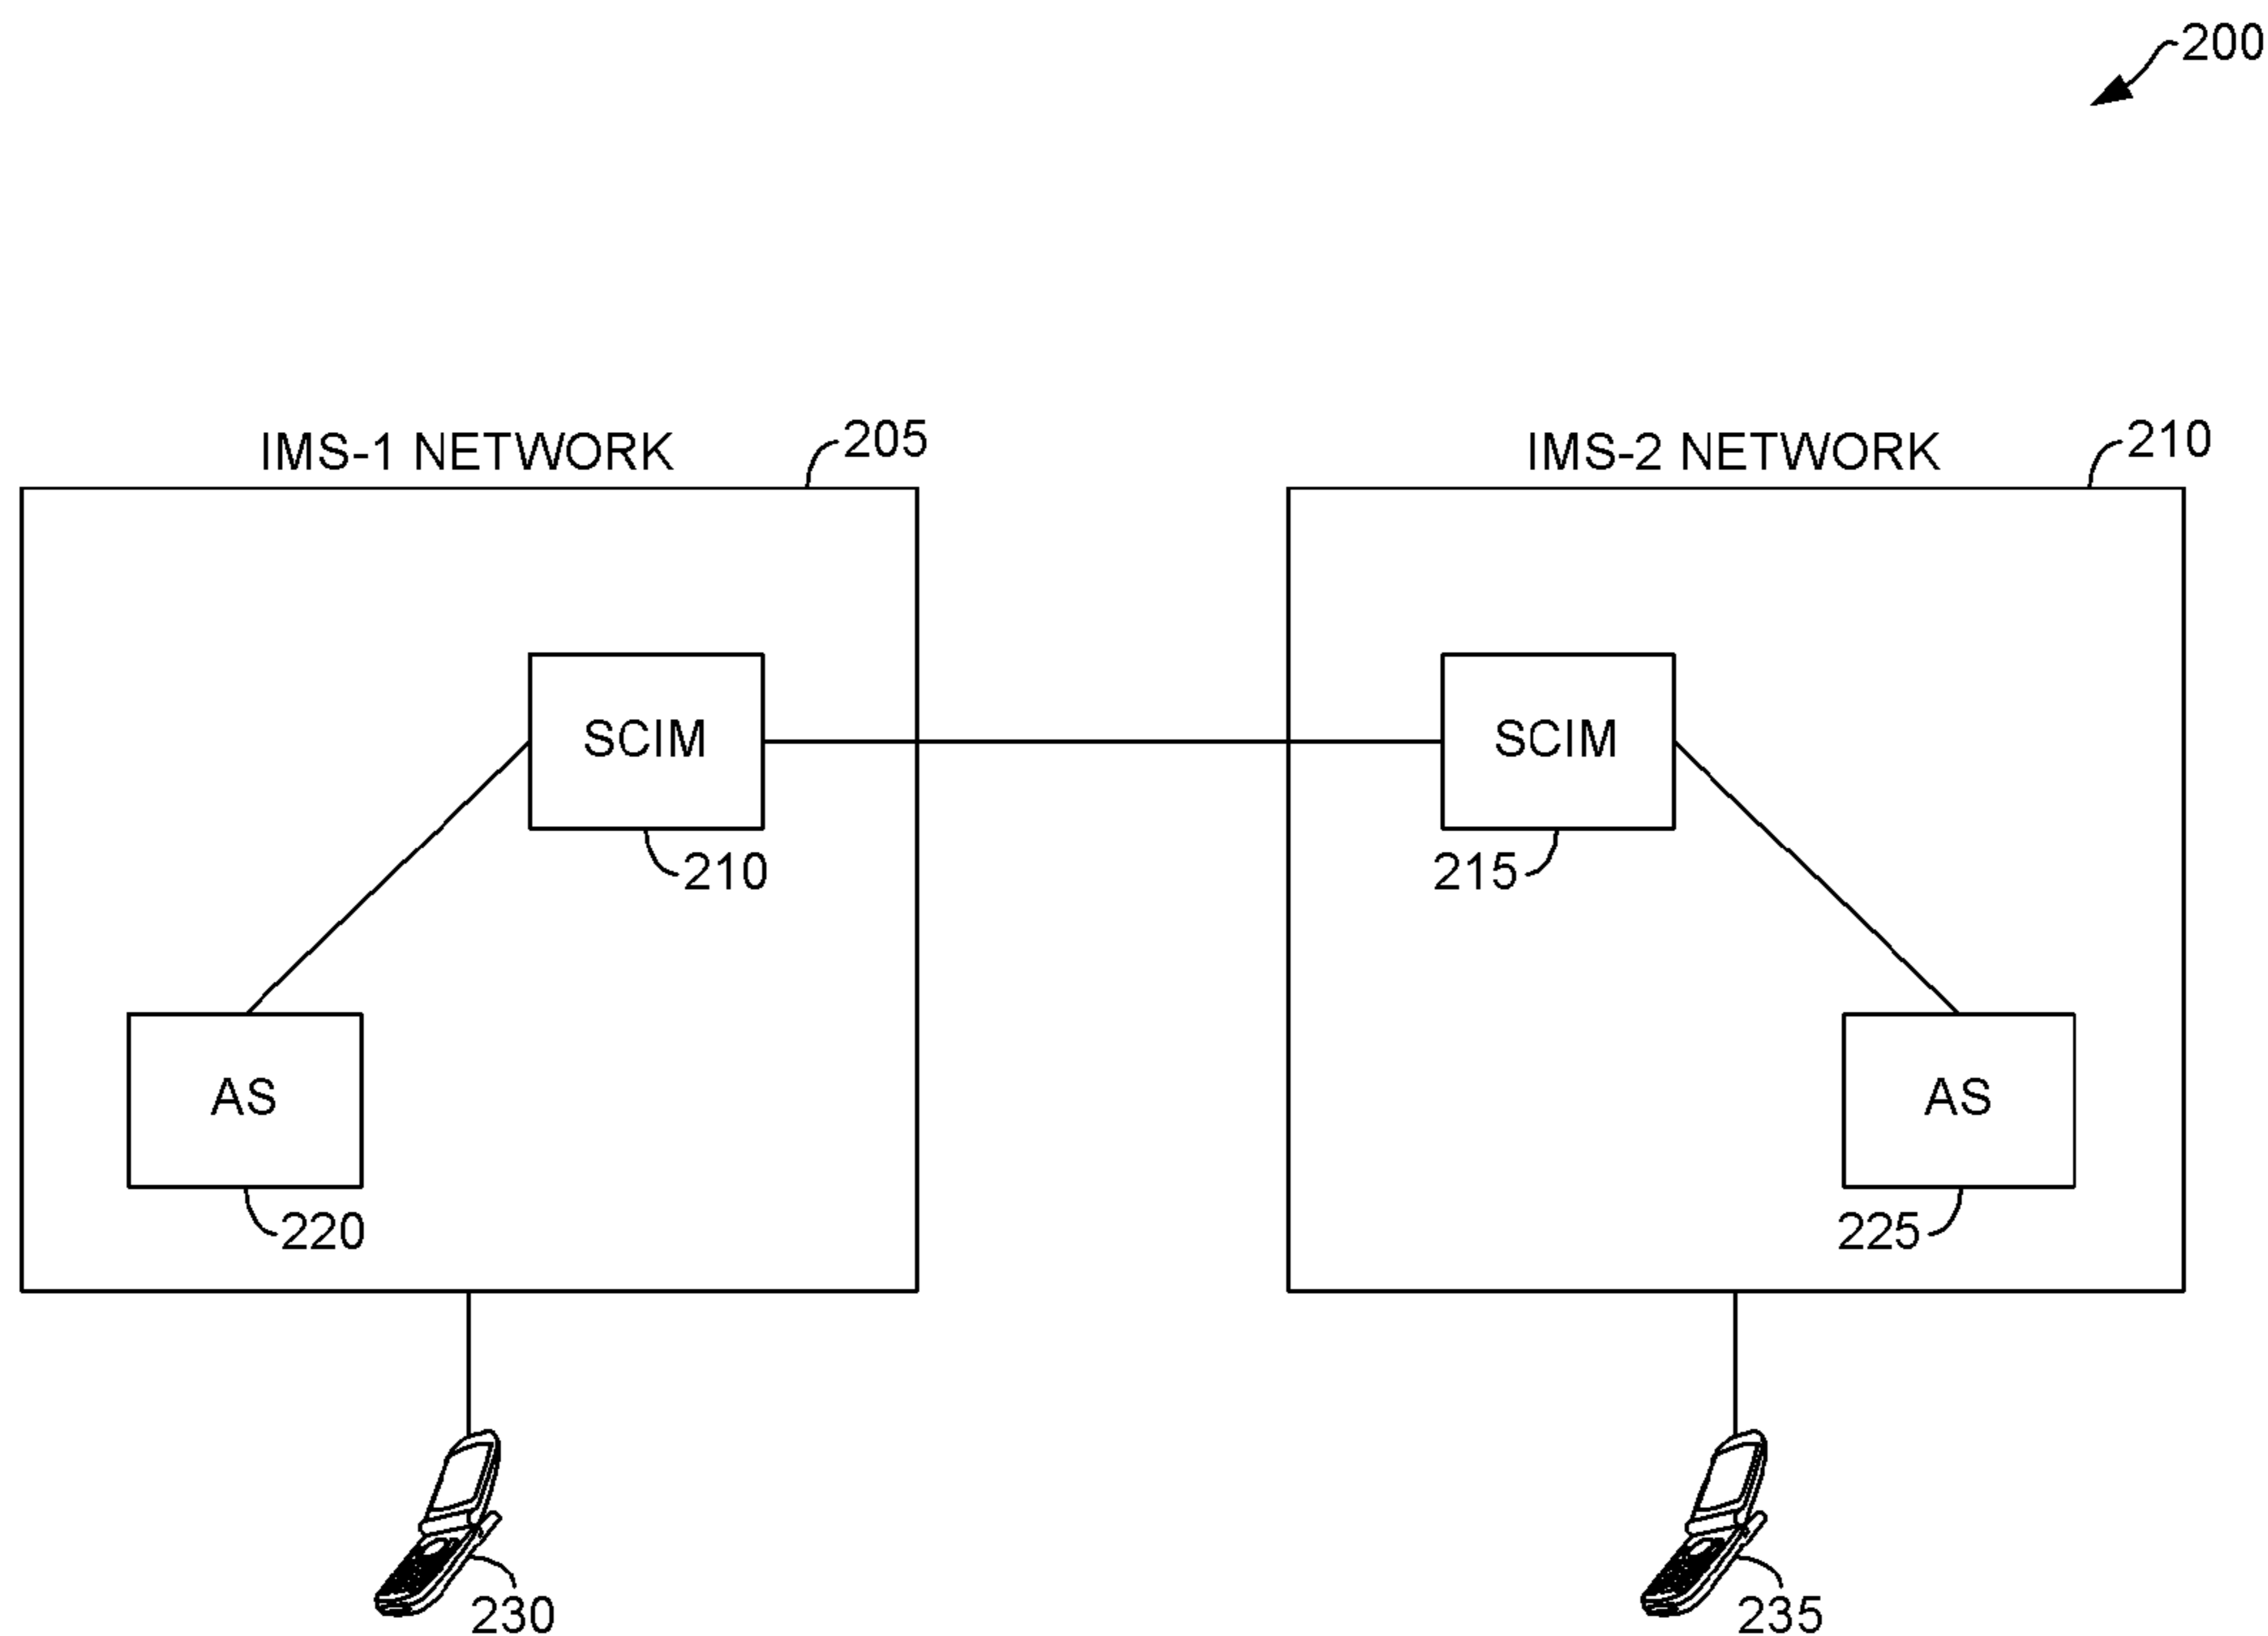 200
IMS-1 NETWORK
205
IMS-2 NETWORK
210
SCIM
SCIM
210
215
AS
AS
220
225
230
235